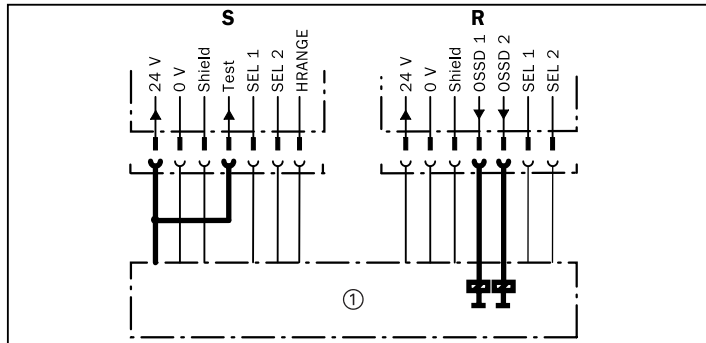 S
24 V
0 V
Shield
Test
SEL 1
SEL 2
HRANGE
R
24 V
0 V
Shield
OSSD 1
OSSD 2
SEL 1
SEL 2
①